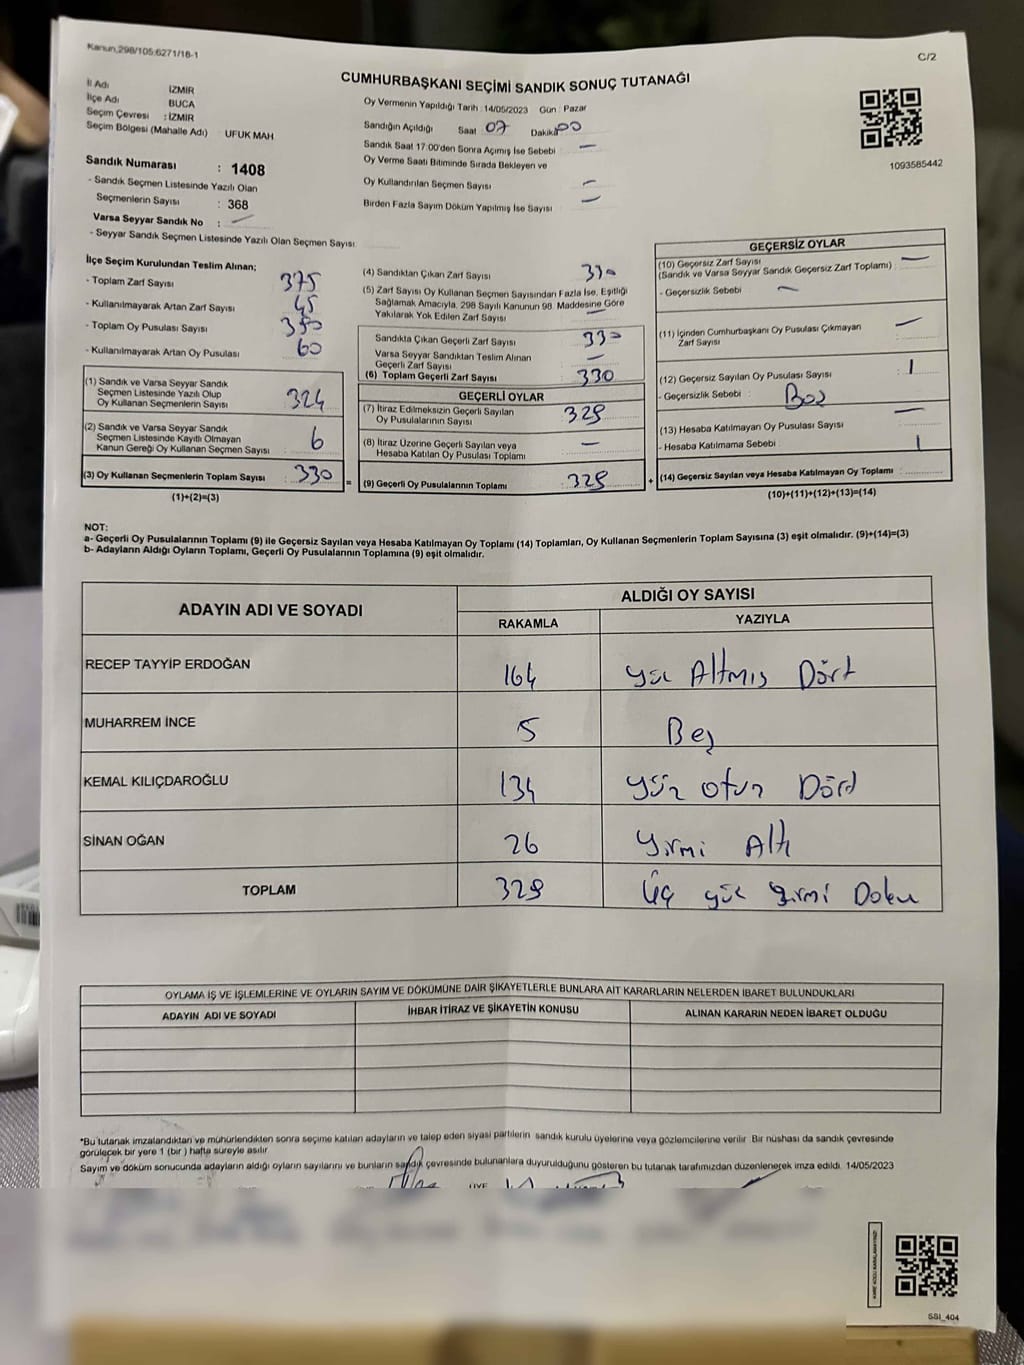 Kanun,298/105;6271/18-1
C/2
CUMHURBAŞKANI SEÇİMİ SANDIK SONUÇ TUTANAĞI
İl Adı İZMİR
İlçe Adı BUCA
Seçim Çevresi : İZMİR
Seçim Bölgesi (Mahalle Adı) : UFUK MAH.
Oy Vermenin Yapıldığı Tarih : 14/05/2023 Gün : Pazar
Sandığın Açıldığı Saat 07 Dakika 00
Sandık Saat 17:00'den Sonra Açımış İse Sebebi : —
Oy Verme Saati Bitiminde Sırada Bekleyen ve
Oy Kullandırılan Seçmen Sayısı : —
Birden Fazla Sayım Döküm Yapılmış İse Sayısı : —
1093585442
Sandık Numarası : 1408
- Sandık Seçmen Listesinde Yazılı Olan
Seçmenlerin Sayısı : 368
Varsa Seyyar Sandık No : —
- Seyyar Sandık Seçmen Listesinde Yazılı Olan Seçmen Sayısı:
İlçe Seçim Kurulundan Teslim Alınan;
- Toplam Zarf Sayısı : 375
- Kullanılmayarak Artan Zarf Sayısı : 45
- Toplam Oy Pusulası Sayısı :
- Kullanılmayarak Artan Oy Pusulası : 60
(1) Sandık ve Varsa Seyyar Sandık
Seçmen Listesinde Yazılı Olup
Oy Kullanan Seçmenlerin Sayısı : 324
(2) Sandık ve Varsa Seyyar Sandık
Seçmen Listesinde Kayıtlı Olmayan
Kanun Gereği Oy Kullanan Seçmen Sayısı : 6
(3) Oy Kullanan Seçmenlerin Toplam Sayısı : 330
(1)+(2)=(3)
=
(4) Sandıktan Çıkan Zarf Sayısı : 330
(5) Zarf Sayısı Oy Kullanan Seçmen Sayısından Fazla İse, Eşitliği
Sağlamak Amacıyla, 298 Sayılı Kanunun 98. Maddesine Göre
Yakılarak Yok Edilen Zarf Sayısı : —
Sandıkta Çıkan Geçerli Zarf Sayısı : 330
Varsa Seyyar Sandıktan Teslim Alınan
Geçerli Zarf Sayısı : —
(6) Toplam Geçerli Zarf Sayısı : 330
GEÇERLİ OYLAR
(7) İtiraz Edilmeksizin Geçerli Sayılan
Oy Pusulalarının Sayısı : 329
(8) İtiraz Üzerine Geçerli Sayılan veya
Hesaba Katılan Oy Pusulası Toplamı : —
(9) Geçerli Oy Pusulalarının Toplamı : 329
+
GEÇERSİZ OYLAR
(10) Geçersiz Zarf Sayısı : —
(Sandık ve Varsa Seyyar Sandık Geçersiz Zarf Toplamı)
- Geçersizlik Sebebi : —
(11) İçinden Cumhurbaşkanı Oy Pusulası Çıkmayan : —
Zarf Sayısı
(12) Geçersiz Sayılan Oy Pusulası Sayısı : 1
- Geçersizlik Sebebi : Boş
(13) Hesaba Katılmayan Oy Pusulası Sayısı : —
- Hesaba Katılmama Sebebi :
(14) Geçersiz Sayılan veya Hesaba Katılmayan Oy Toplamı : 1
(10)+(11)+(12)+(13)=(14)
NOT:
a- Geçerli Oy Pusulalarının Toplamı (9) ile Geçersiz Sayılan veya Hesaba Katılmayan Oy Toplamı (14) Toplamları, Oy Kullanan Seçmenlerin Toplam Sayısına (3) eşit olmalıdır. (9)+(14)=(3)
b- Adayların Aldığı Oyların Toplamı, Geçerli Oy Pusulalarının Toplamına (9) eşit olmalıdır.
ADAYIN ADI VE SOYADI
ALDIĞI OY SAYISI
RAKAMLA YAZIYLA
RECEP TAYYİP ERDOĞAN 164 Yüz Altmış Dört
MUHARREM İNCE 5 Beş
KEMAL KILIÇDAROĞLU 134 Yüz otuz Dört
SİNAN OĞAN 26 Yirmi Altı
TOPLAM 329 Üç yüz yirmi Dokuz
OYLAMA İŞ VE İŞLEMLERİNE VE OYLARIN SAYIM VE DÖKÜMÜNE DAİR ŞİKAYETLERLE BUNLARA AİT KARARLARIN NELERDEN İBARET BULUNDUKLARI
ADAYIN ADI VE SOYADI İHBAR İTİRAZ VE ŞİKAYETİN KONUSU ALINAN KARARIN NEDEN İBARET OLDUĞU
*Bu tutanak imzalandıktan ve mühürlendikten sonra seçime katılan adayların ve talep eden siyasi partilerin sandık kurulu üyelerine veya gözlemcilerine verilir. Bir nüshası da sandık çevresinde
görülecek bir yere 1 (bir ) hafta süreyle asılır.
Sayım ve döküm sonucunda adayların aldığı oyların sayılarını ve bunların sandık çevresinde bulunanlara duyurulduğunu gösteren bu tutanak tarafımızdan düzenlenerek imza edildi. 14/05/2023
ÜYE
SSI_404